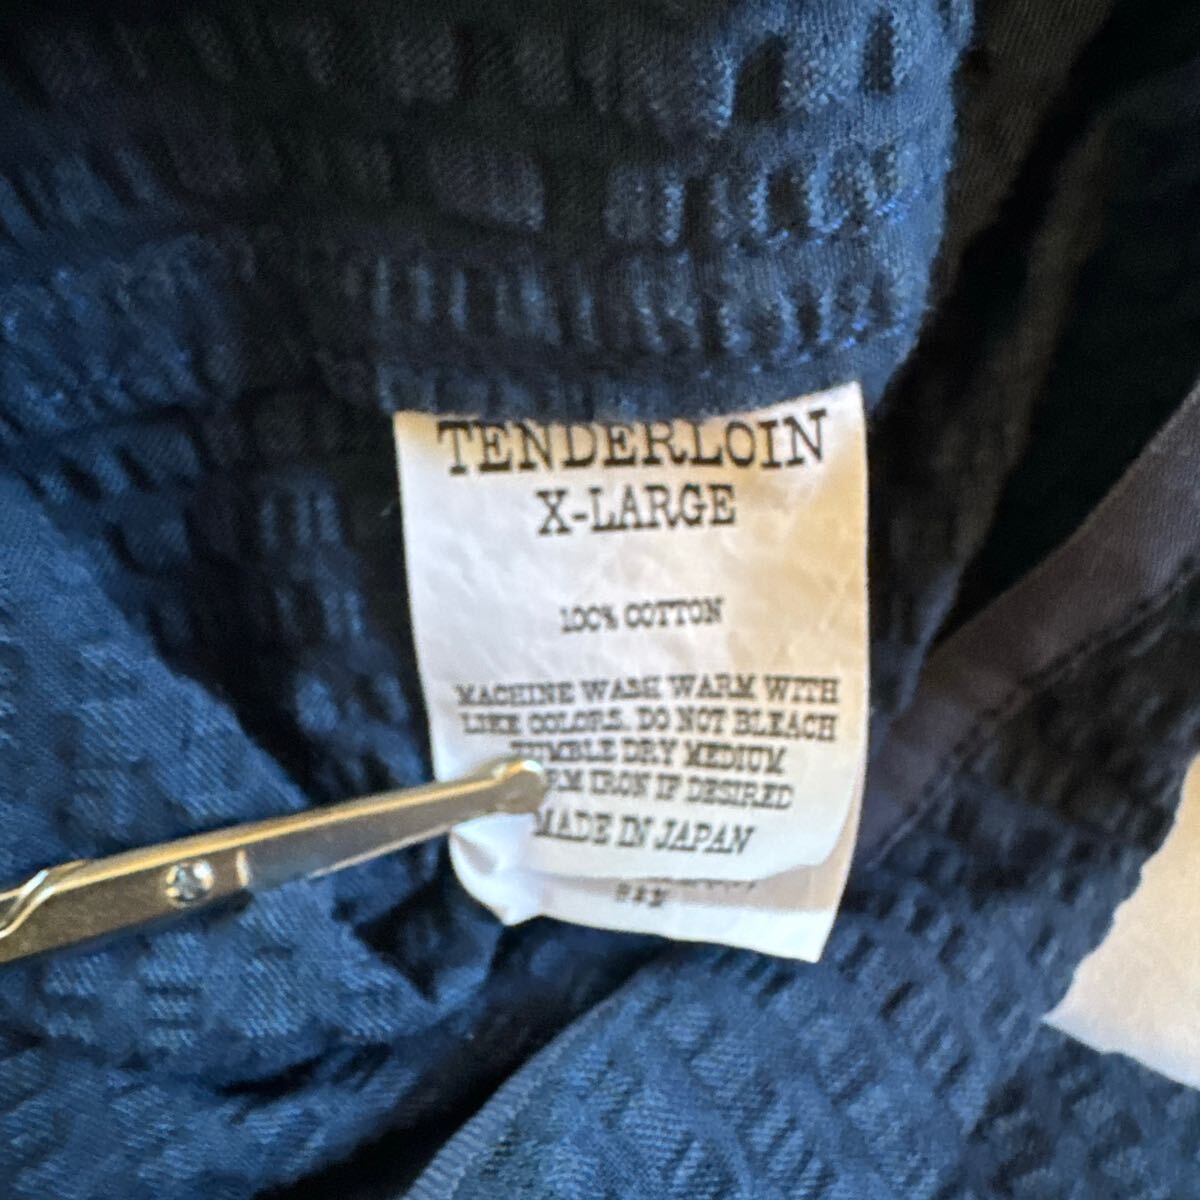 TENDERLOIN
X-LARGE
100% COTTON
MACHINE WASH WARM WITH
LIKE COLORS. DO NOT BLEACH
TUMBLE DRY MEDIUM
IRON IF DESIRED
MADE IN JAPAN